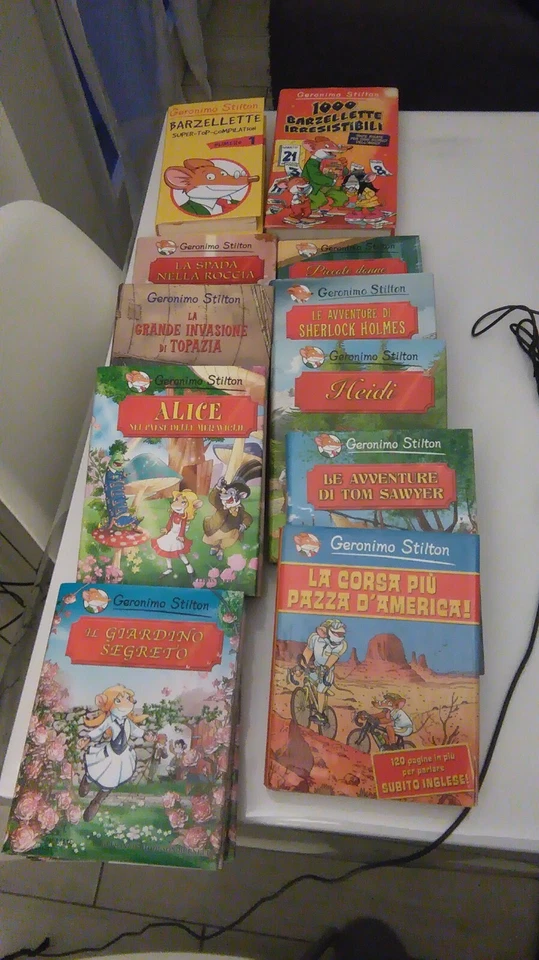 Geronimo Stilton
BARZELLETTE
SUPER-TOP-COMPILATION
NUMERO 1
Geronimo Stilton
1000
BARZELLETTE
IRRESISTIBILI
21
Geronimo Stilton
LA SPADA
NELLA ROCCIA
Geronimo Stilton
Piccole donne
Geronimo Stilton
LA
GRANDE INVASIONE
DI TOPAZIA
Geronimo Stilton
LE AVVENTURE DI
SHERLOCK HOLMES
Geronimo Stilton
Heidi
Geronimo Stilton
ALICE
NEL PAESE DELLE MERAVIGLIE
Geronimo Stilton
LE AVVENTURE
DI TOM SAWYER
Geronimo Stilton
LA CORSA PIÙ
PAZZA D'AMERICA!
120 pagine in più
per parlare
SUBITO INGLESE!
Geronimo Stilton
IL GIARDINO
SEGRETO